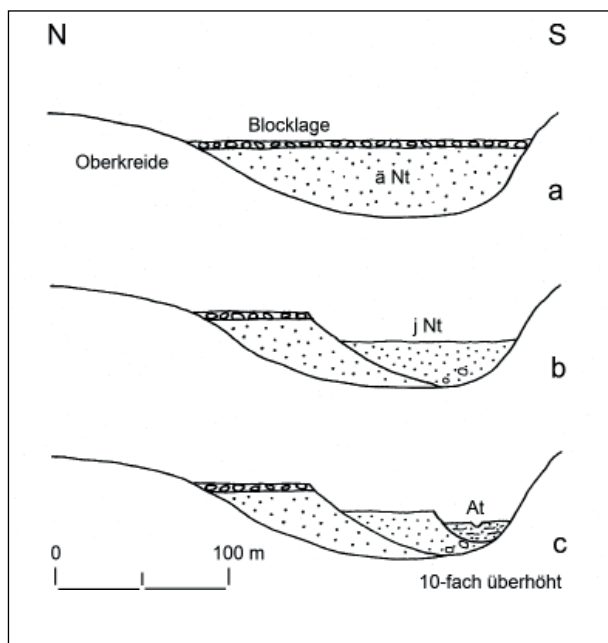 N S
Blocklage
Oberkreide
ä Nt
a
j Nt
b
At
c
0 100 m
10-fach überhöht